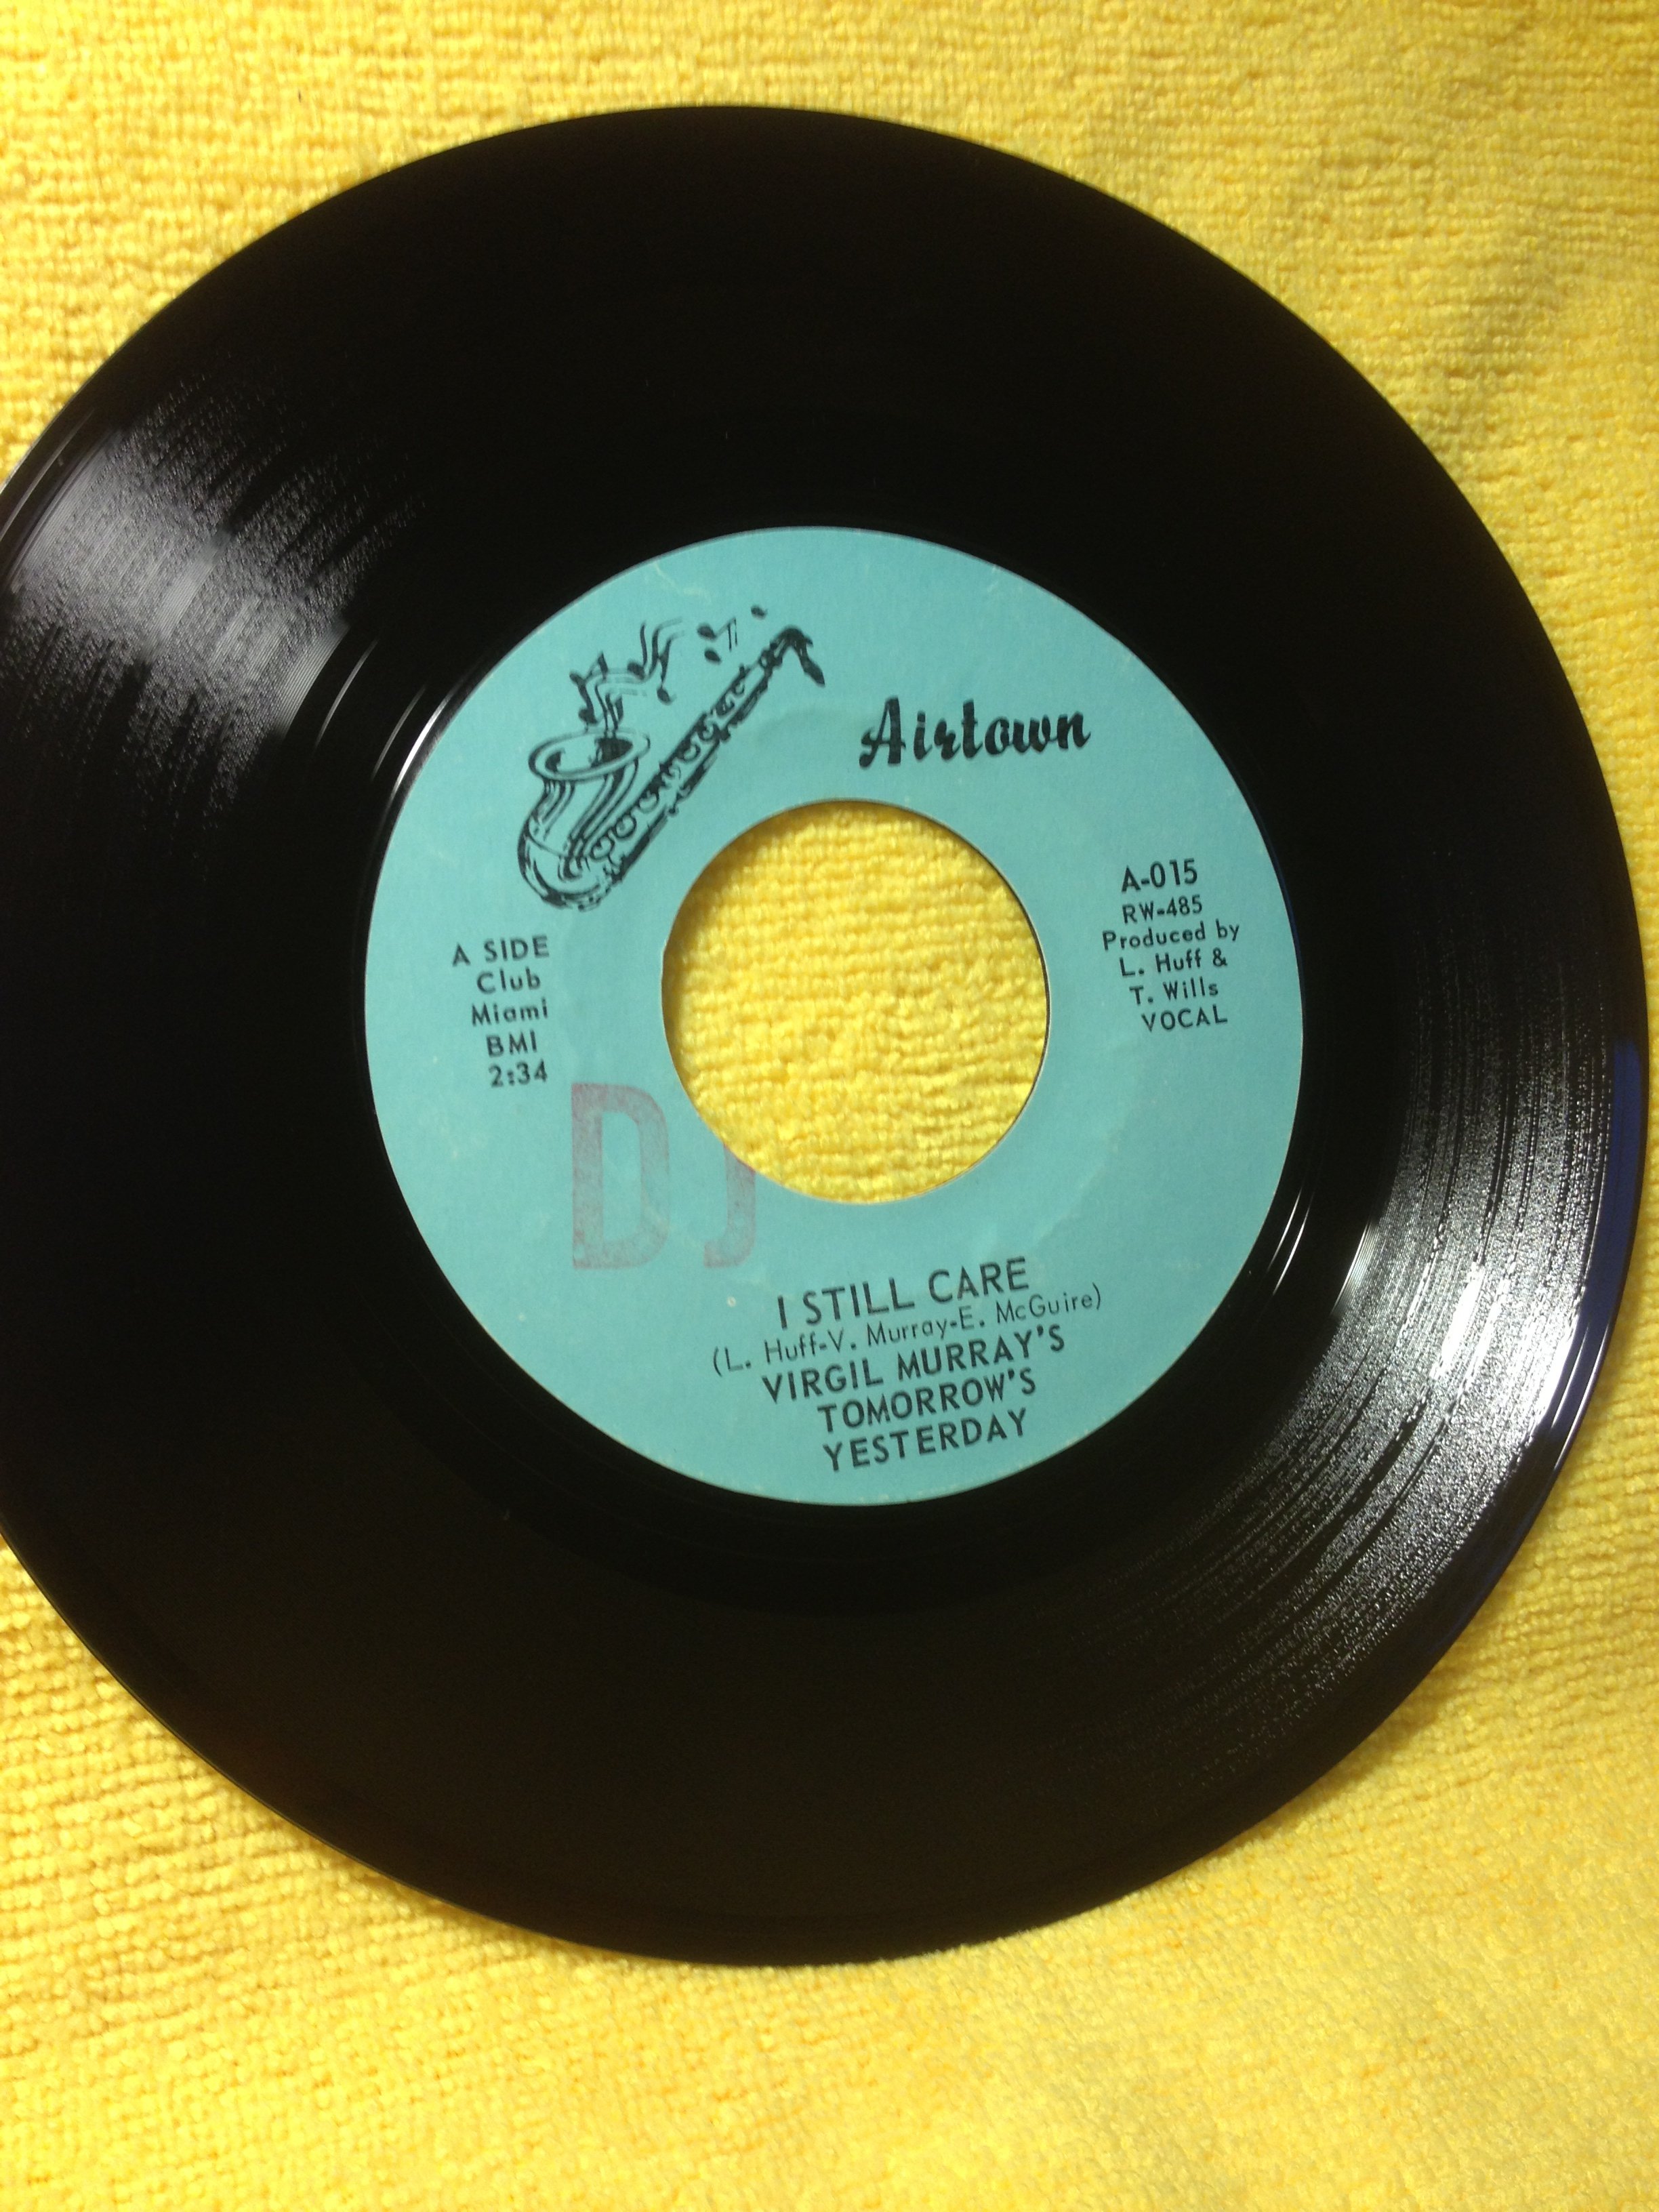 Airtown
A SIDE
Club
Miami
BMI
2:34
A-015
RW-485
Produced by
L. Huff &
T. Wills
VOCAL
DJ
I STILL CARE
(L. Huff-V. Murray-E. McGuire)
VIRGIL MURRAY'S
TOMORROW'S
YESTERDAY